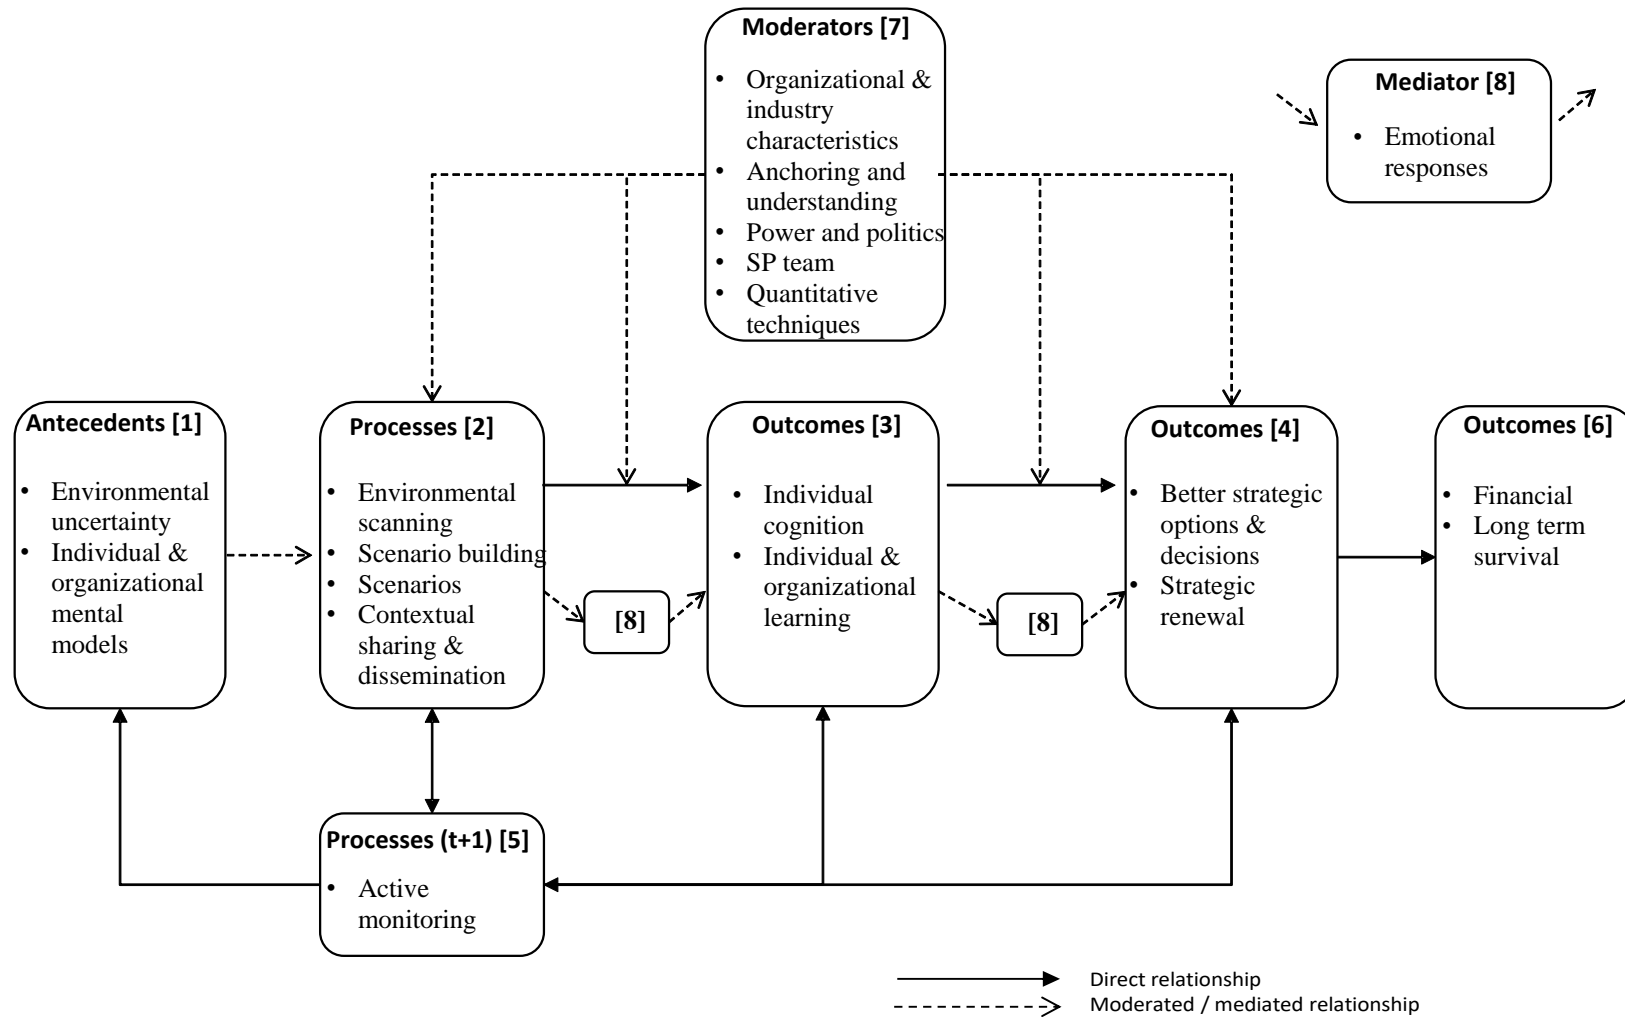 Moderators [7]
• Organizational &
industry
characteristics
• Anchoring and
understanding
• Power and politics
• SP team
• Quantitative
techniques
Mediator [8]
• Emotional
responses
Antecedents [1]
• Environmental
uncertainty
• Individual &
organizational
mental
models
Processes [2]
• Environmental
scanning
• Scenario building
• Scenarios
• Contextual
sharing &
dissemination
[8]
Outcomes [3]
• Individual
cognition
• Individual &
organizational
learning
[8]
Outcomes [4]
• Better strategic
options &
decisions
• Strategic
renewal
Outcomes [6]
• Financial
• Long term
survival
Processes (t+1) [5]
• Active
monitoring
Direct relationship
Moderated / mediated relationship